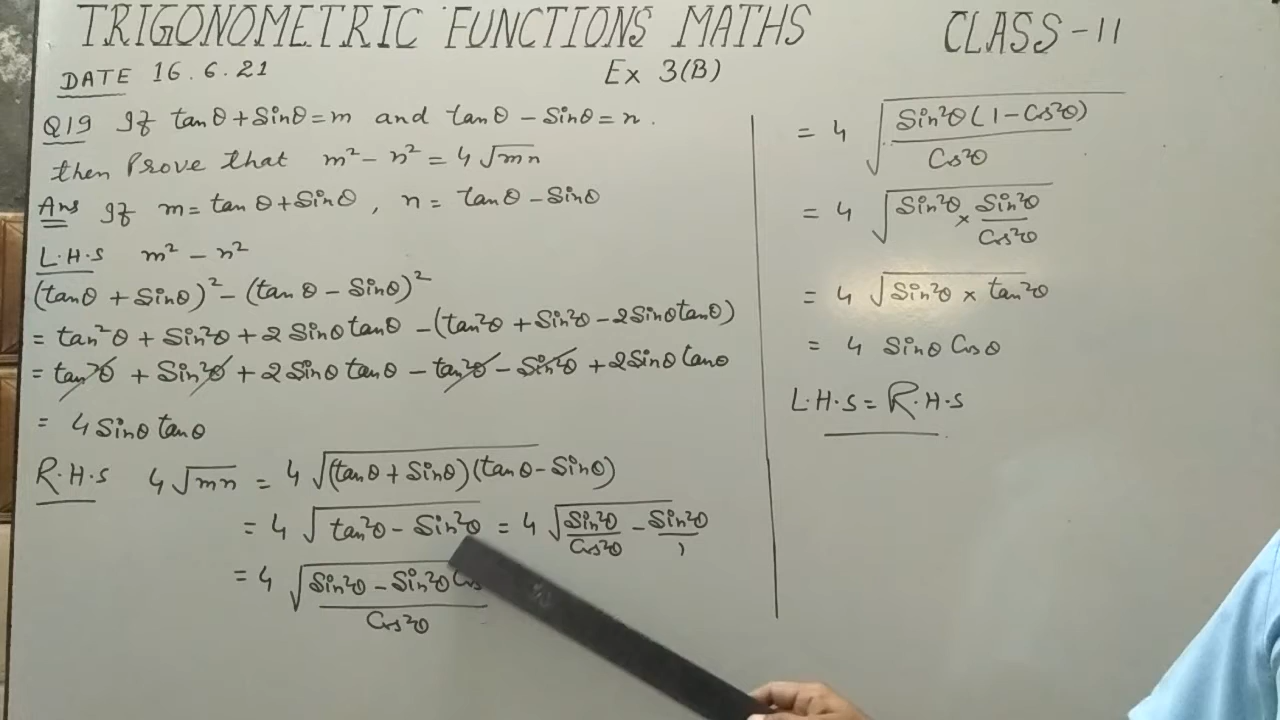 TRIGONOMETRIC FUNCTIONS MATHS CLASS-11
DATE 16.6.21 Ex 3(B)
Q19 If tanθ + Sinθ = m and tanθ - Sinθ = n.
then Prove that m² - n² = 4√mn
Ans If m = tanθ + Sinθ, n = tanθ - Sinθ
L.H.S m² - n²
(tanθ + Sinθ)² - (tanθ - Sinθ)²
= tan²θ + Sin²θ + 2 Sinθ tanθ - (tan²θ + Sin²θ - 2Sinθ tanθ)
= tan²θ + Sin²θ + 2 Sinθ tanθ - tan²θ - Sin²θ + 2Sinθ tanθ
= 4 Sinθ tanθ
R.H.S 4√mn = 4 √(tanθ + Sinθ)(tanθ - Sinθ)
= 4 √tan²θ - Sin²θ = 4 √Sin²θ/Cos²θ - Sin²θ/1
= 4 √Sin²θ - Sin²θ /Cos²θ
= 4 √Sin²θ(1 - Cos²θ)/Cos²θ
= 4 √Sin²θ × Sin²θ/Cos²θ
= 4 √Sin²θ × tan²θ
= 4 Sinθ Cosθ
L.H.S = R.H.S